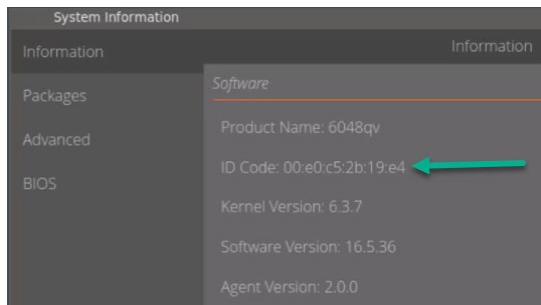 System Information
Information
Packages
Advanced
BIOS
Information
Software
Product Name: 6048qv
ID Code: 00:e0:c5:2b:19:e4
Kernel Version: 6.3.7
Software Version: 16.5.36
Agent Version: 2.0.0